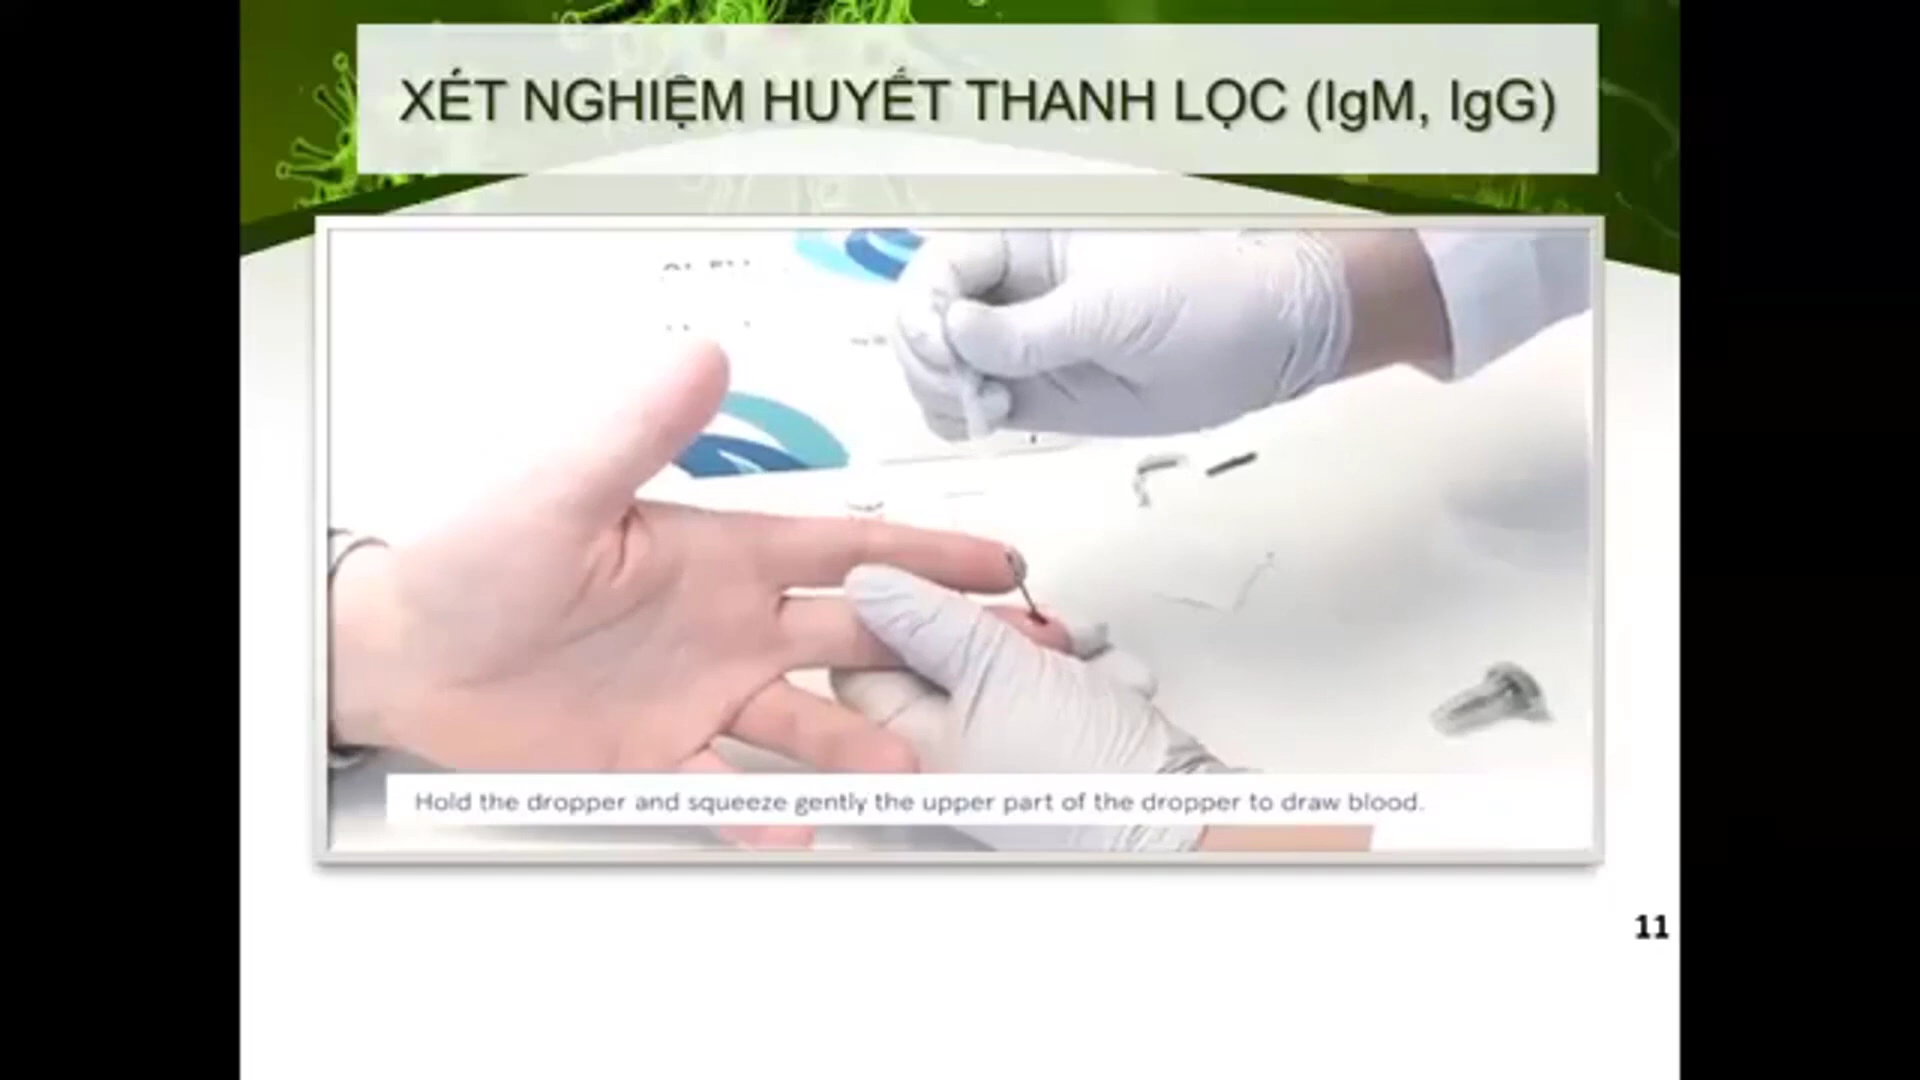 XÉT NGHIỆM HUYẾT THANH LỌC (IgM, IgG)
Hold the dropper and squeeze gently the upper part of the dropper to draw blood.
11